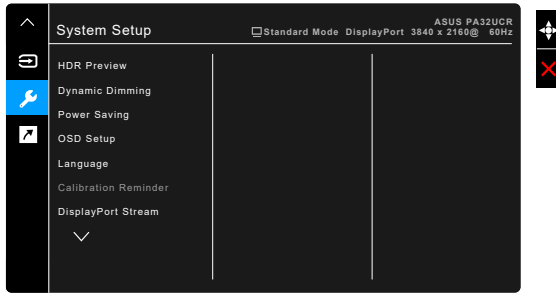 System Setup
ASUS PA32UCR
Standard Mode DisplayPort 3840 x 2160@ 60Hz
HDR Preview
Dynamic Dimming
Power Saving
OSD Setup
Language
Calibration Reminder
DisplayPort Stream